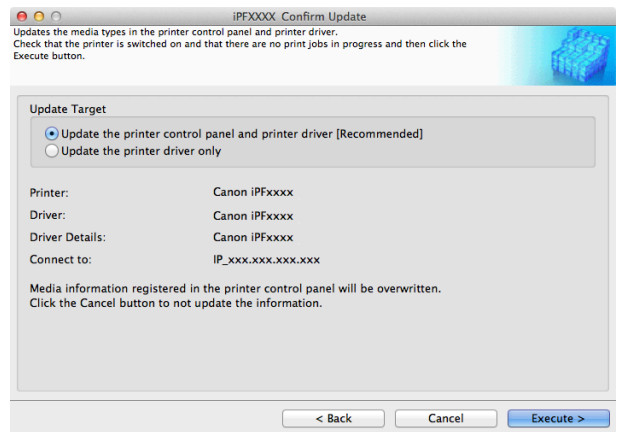 iPFXXXX Confirm Update
Updates the media types in the printer control panel and printer driver.
Check that the printer is switched on and that there are no print jobs in progress and then click the
Execute button.
Update Target
Update the printer control panel and printer driver [Recommended]
Update the printer driver only
Printer: Canon iPFxxxx
Driver: Canon iPFxxxx
Driver Details: Canon iPFxxxx
Connect to: IP_xxx.xxx.xxx.xxx
Media information registered in the printer control panel will be overwritten.
Click the Cancel button to not update the information.
< Back Cancel Execute >